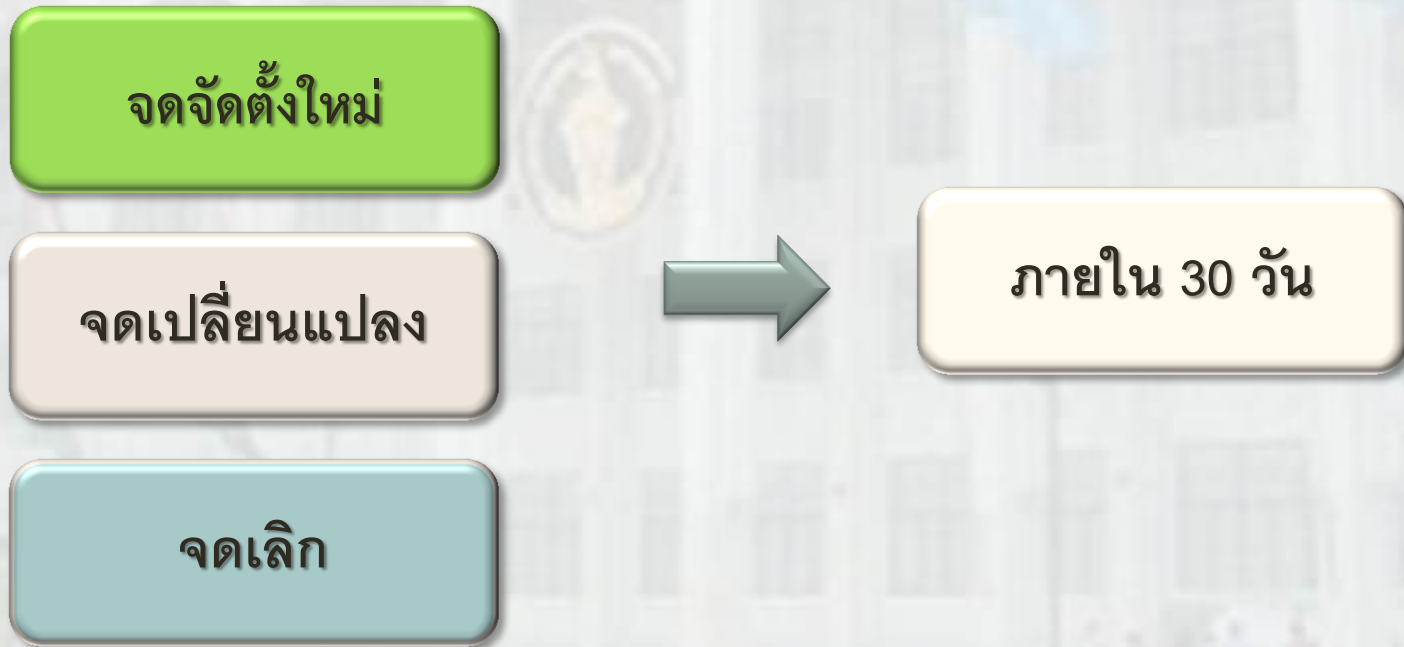 จดจัดตั้งใหม่
จดเปลี่ยนแปลง
จดเลิก
ภายใน 30 วัน